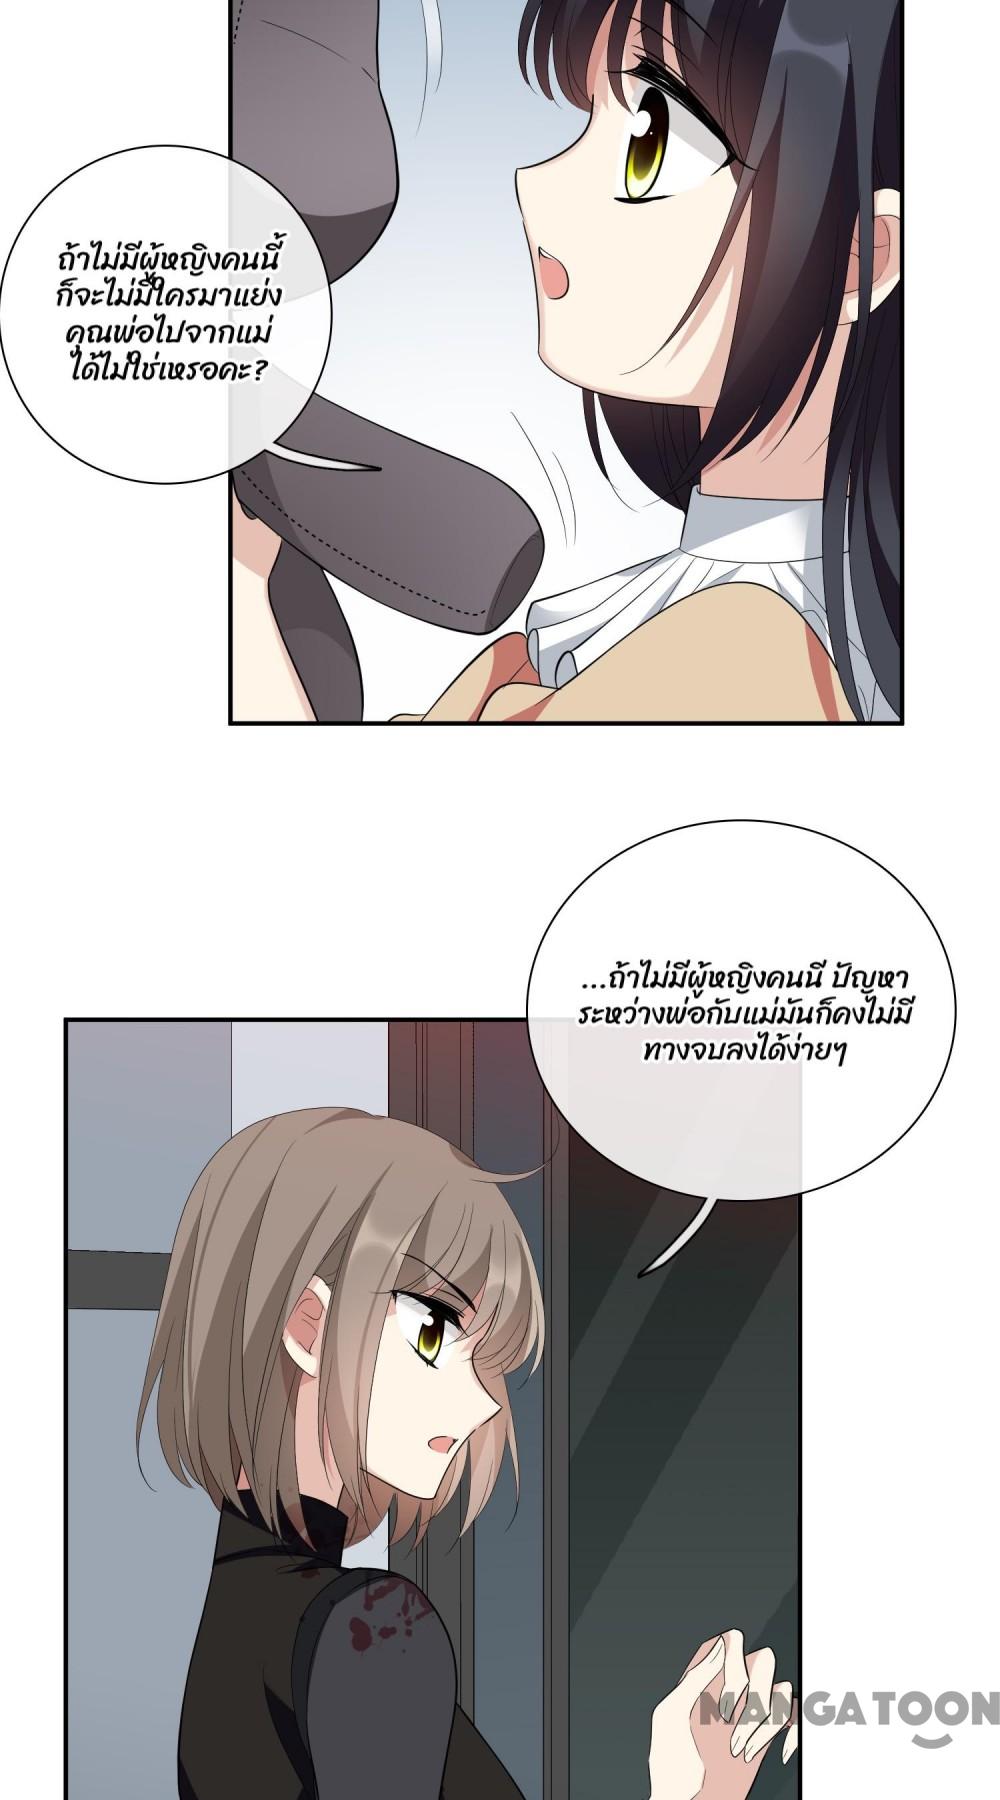 ถ้าไม่มีผู้หญิงคนนี้
ก็จะไม่มีใครมาแย่ง
คุณพ่อไปจากแม่
ได้ไม่ใช่เหรอคะ?
...ถ้าไม่มีผู้หญิงคนนี้ ปัญหา
ระหว่างพ่อกับแม่มันก็คงไม่มี
ทางจบลงได้ง่ายๆ
MANGATOON